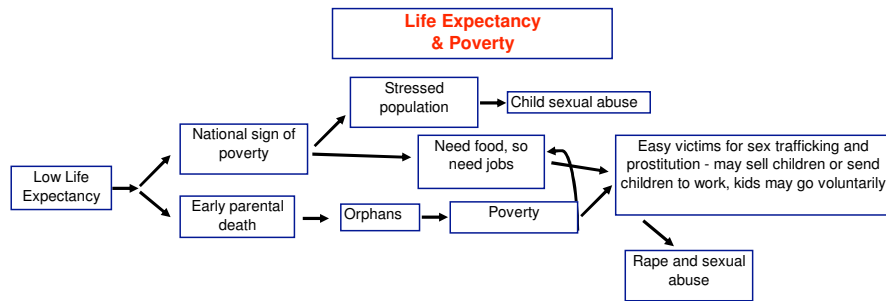 Life Expectancy
& Poverty
Stressed
population
Child sexual abuse
National sign of
poverty
Need food, so
need jobs
Easy victims for sex trafficking and
prostitution - may sell children or send
children to work, kids may go voluntarily
Low Life
Expectancy
Early parental
death
Orphans
Poverty
Rape and sexual
abuse